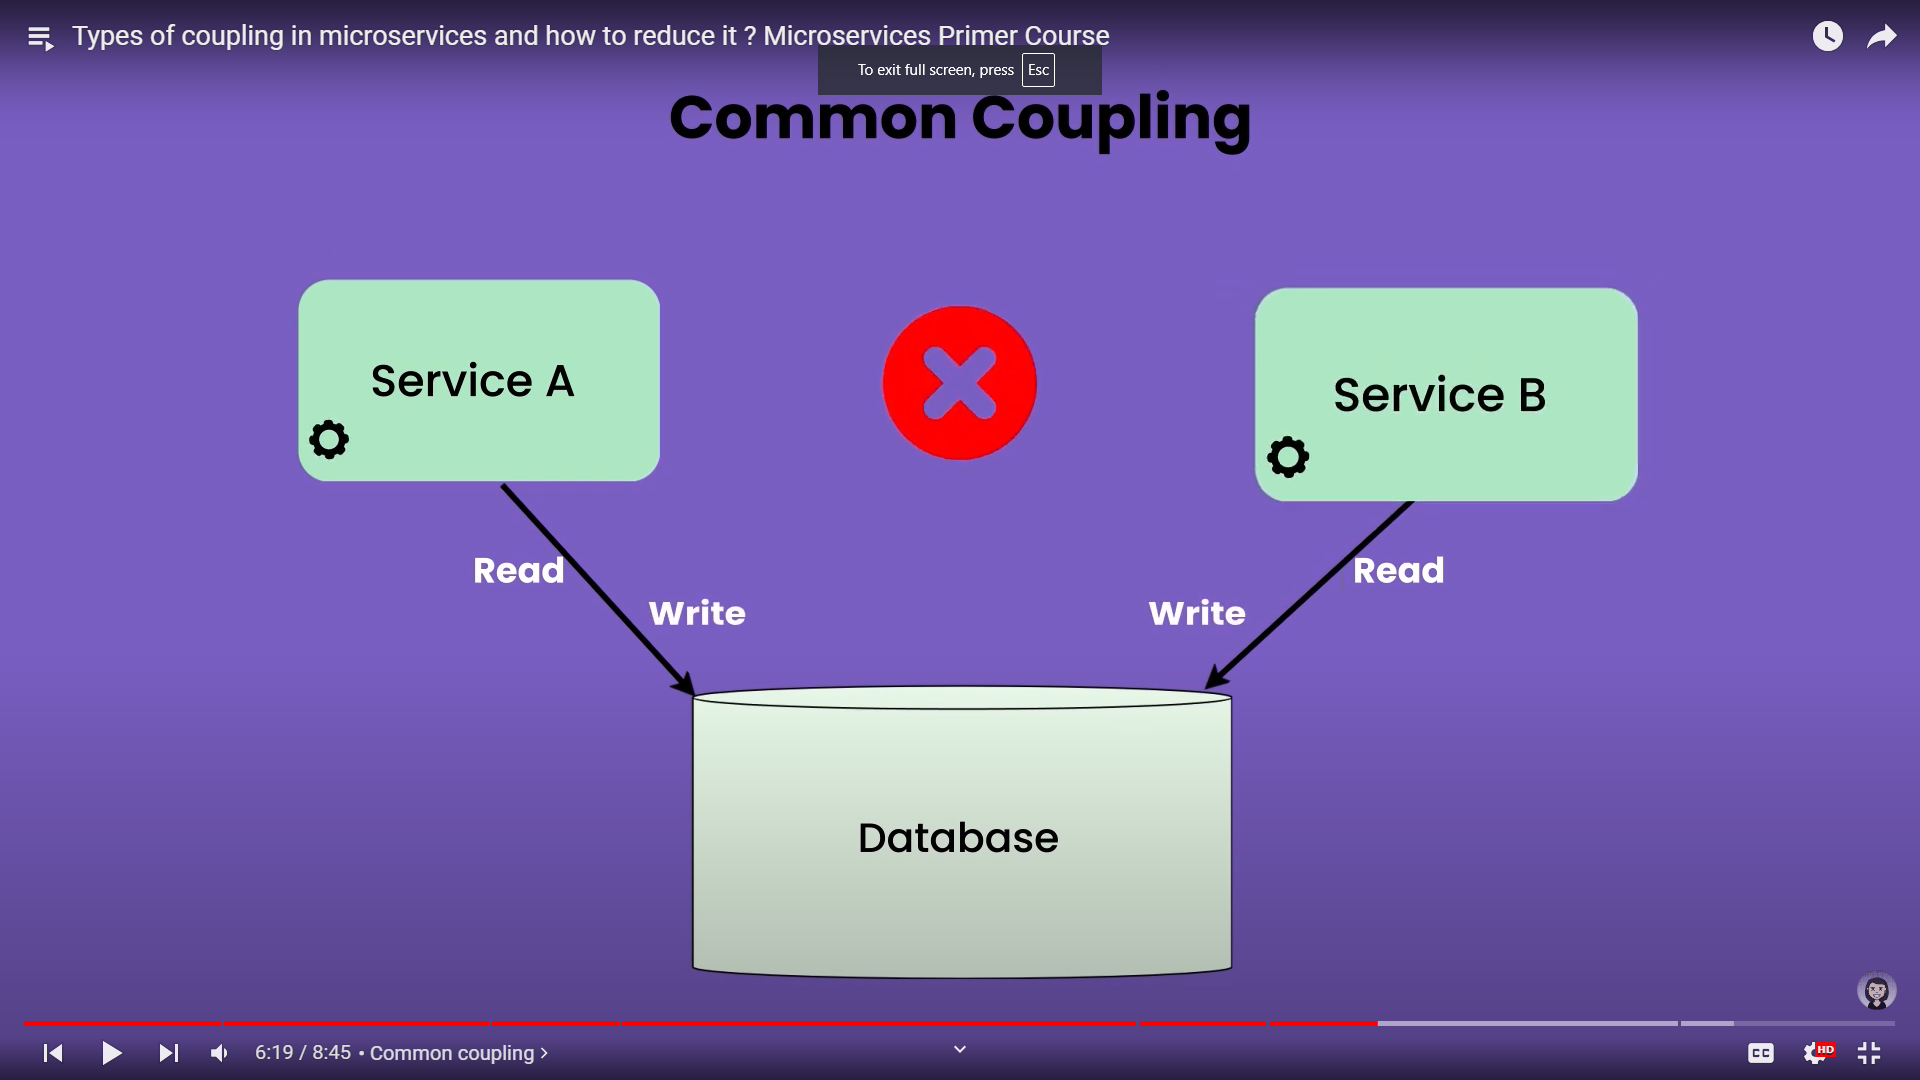 Types of coupling in microservices and how to reduce it ? Microservices Primer Course
To exit full screen, press Esc
Common Coupling
Service A
Service B
Read
Read
Write
Write
Database
6:19 / 8:45 • Common coupling >
CC
HD